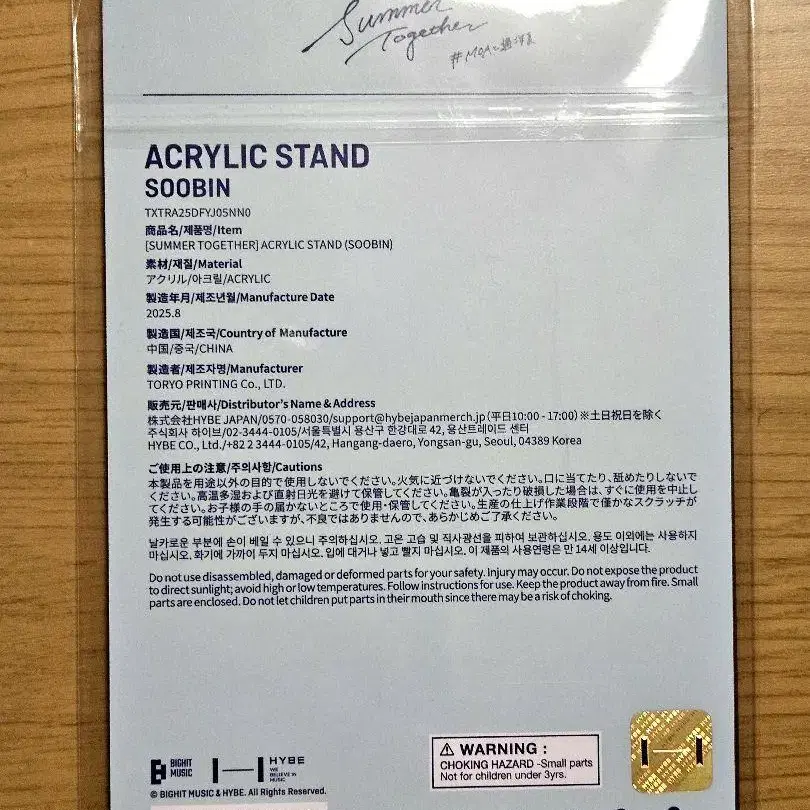 Summer
Together
#MOAと過ごす夏
ACRYLIC STAND
SOOBIN
TXTRA25DFYJ05NN0
商品名/제품명/Item
[SUMMER TOGETHER] ACRYLIC STAND (SOOBIN)
素材/재질/Material
アクリル/아크릴/ACRYLIC
製造年月/제조년월/Manufacture Date
2025.8
製造国/제조국/Country of Manufacture
中国/중국/CHINA
製造者/제조자명/Manufacturer
TORYO PRINTING Co., LTD.
販売元/판매사/Distributor's Name & Address
株式会社HYBE JAPAN/0570-058030/support@hybejapanmerch.jp(平日10:00 - 17:00)※土日祝日を除く
주식회사 하이브/02-3444-0105/서울특별시 용산구 한강대로 42, 용산트레이드 센터
HYBE CO., Ltd./+82 2 3444-0105/42, Hangang-daero, Yongsan-gu, Seoul, 04389 Korea
ご使用上の注意/주의사항/Cautions
本製品を用途以外の目的で使用しないでください。火気に近づけないでください。口に当てたり、舐めたりしないで
ください。高温多湿および直射日光を避けて保管してください。亀裂が入ったり破損した場合は、すぐに使用を中止し
てください。お子様の手の届かないところで使用・保管してください。生産の仕上げ作業段階で僅かなスクラッチが
発生する可能性がございますが、不良ではありませんので、あらかじめご了承ください。
날카로운 부분에 손이 베일 수 있으니 주의하십시오. 고온 고습 및 직사광선을 피하여 보관하십시오. 용도 이외에는 사용하지
마십시오. 화기에 가까이 두지 마십시오. 입에 대거나 넣고 빨지 마십시오. 이 제품의 사용연령은 만 14세 이상입니다.
Do not use disassembled, damaged or deformed parts for your safety. Injury may occur. Do not expose the product
to direct sunlight; avoid high or low temperatures. Follow instructions for use. Keep the product away from fire. Small
parts are enclosed. Do not let children put parts in their mouth since there may be a risk of choking.
BIGHIT
MUSIC
HYBE
WE
BELIEVE IN
MUSIC
© BIGHIT MUSIC & HYBE. All Rights Reserved.
⚠ WARNING :
CHOKING HAZARD -Small parts
Not for children under 3yrs.